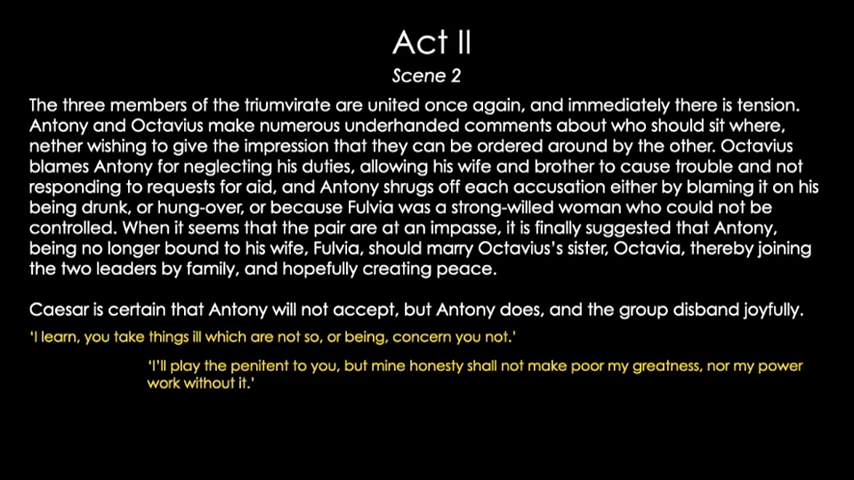 Act II
Scene 2
The three members of the triumvirate are united once again, and immediately there is tension.
Antony and Octavius make numerous underhanded comments about who should sit where,
nether wishing to give the impression that they can be ordered around by the other. Octavius
blames Antony for neglecting his duties, allowing his wife and brother to cause trouble and not
responding to requests for aid, and Antony shrugs off each accusation either by blaming it on his
being drunk, or hung-over, or because Fulvia was a strong-willed woman who could not be
controlled. When it seems that the pair are at an impasse, it is finally suggested that Antony,
being no longer bound to his wife, Fulvia, should marry Octavius’s sister, Octavia, thereby joining
the two leaders by family, and hopefully creating peace.
Caesar is certain that Antony will not accept, but Antony does, and the group disband joyfully.
‘I learn, you take things ill which are not so, or being, concern you not.’
‘I’ll play the penitent to you, but mine honesty shall not make poor my greatness, nor my power
work without it.’